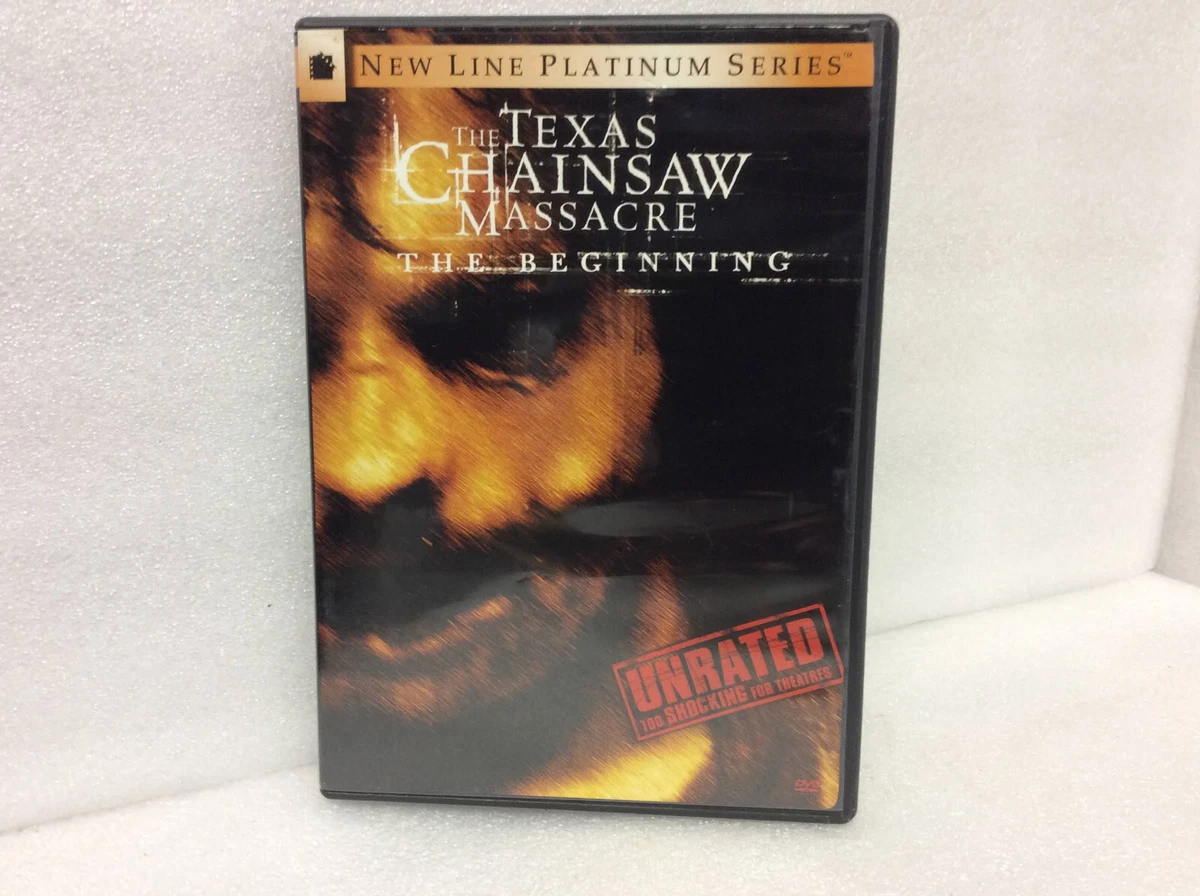 NEW LINE PLATINUM SERIES™
THE TEXAS
CHAINSAW
MASSACRE
THE BEGINNING
UNRATED
TOO SHOCKING FOR THEATRES
DVD